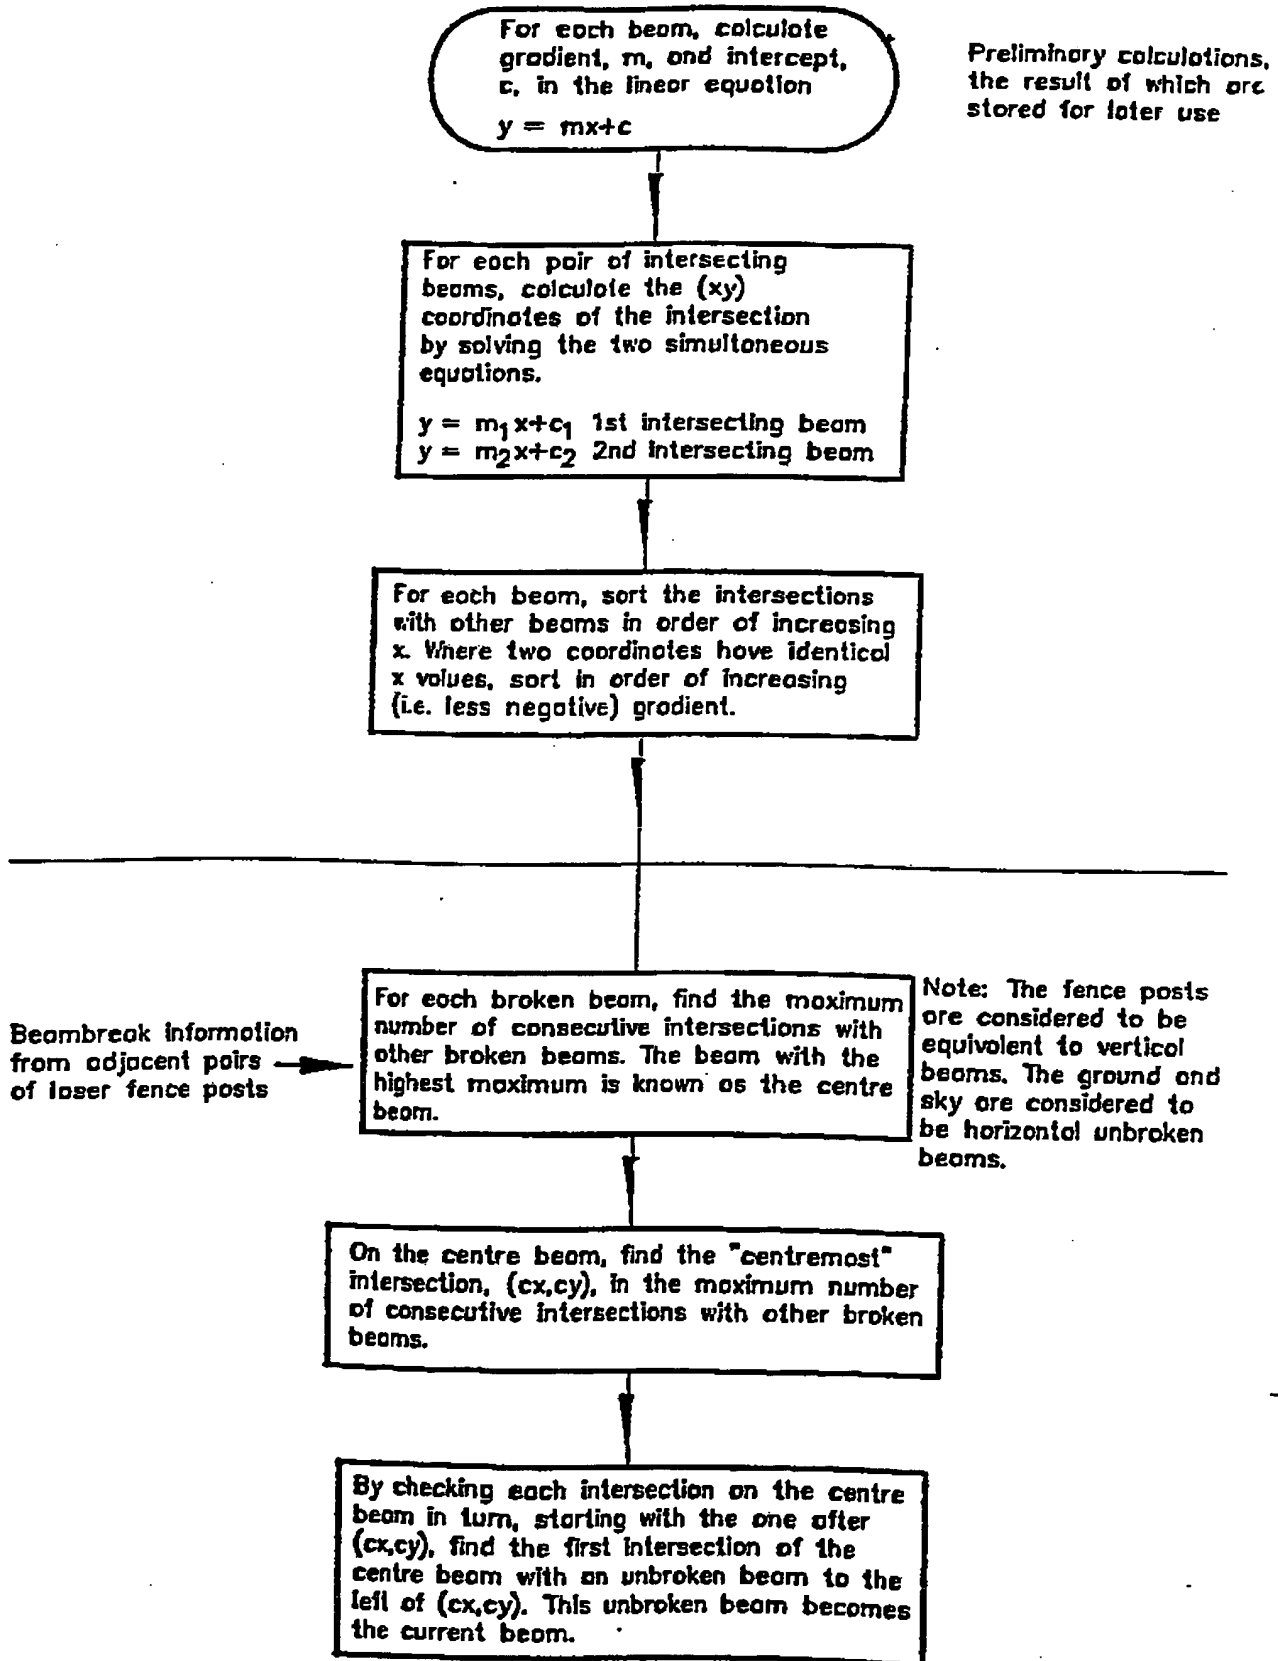 For each beam, calculate
gradient, m, and intercept,
c, in the linear equation
y = mx+c
Preliminary calculations,
the result of which are
stored for later use
For each pair of intersecting
beams, calculate the (xy)
coordinates of the intersection
by solving the two simultaneous
equations.
y = m₁x+c₁ 1st intersecting beam
y = m₂x+c₂ 2nd intersecting beam
For each beam, sort the intersections
with other beams in order of increasing
x. Where two coordinates have identical
x values, sort in order of increasing
(i.e. less negative) gradient.
Beambreak information
from adjacent pairs
of laser fence posts
For each broken beam, find the maximum
number of consecutive intersections with
other broken beams. The beam with the
highest maximum is known as the centre
beam.
Note: The fence posts
are considered to be
equivalent to vertical
beams. The ground and
sky are considered to
be horizontal unbroken
beams.
On the centre beam, find the "centremost"
intersection, (cx,cy), in the maximum number
of consecutive intersections with other broken
beams.
By checking each intersection on the centre
beam in turn, starting with the one after
(cx,cy), find the first intersection of the
centre beam with an unbroken beam to the
left of (cx,cy). This unbroken beam becomes
the current beam.